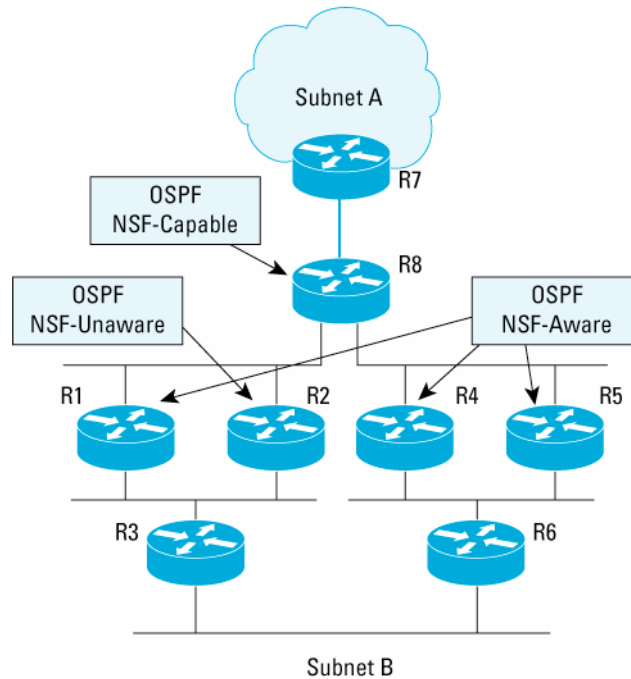 Subnet A
R7
OSPF
NSF-Capable
R8
OSPF
NSF-Unaware
OSPF
NSF-Aware
R1
R2
R4
R5
R3
R6
Subnet B